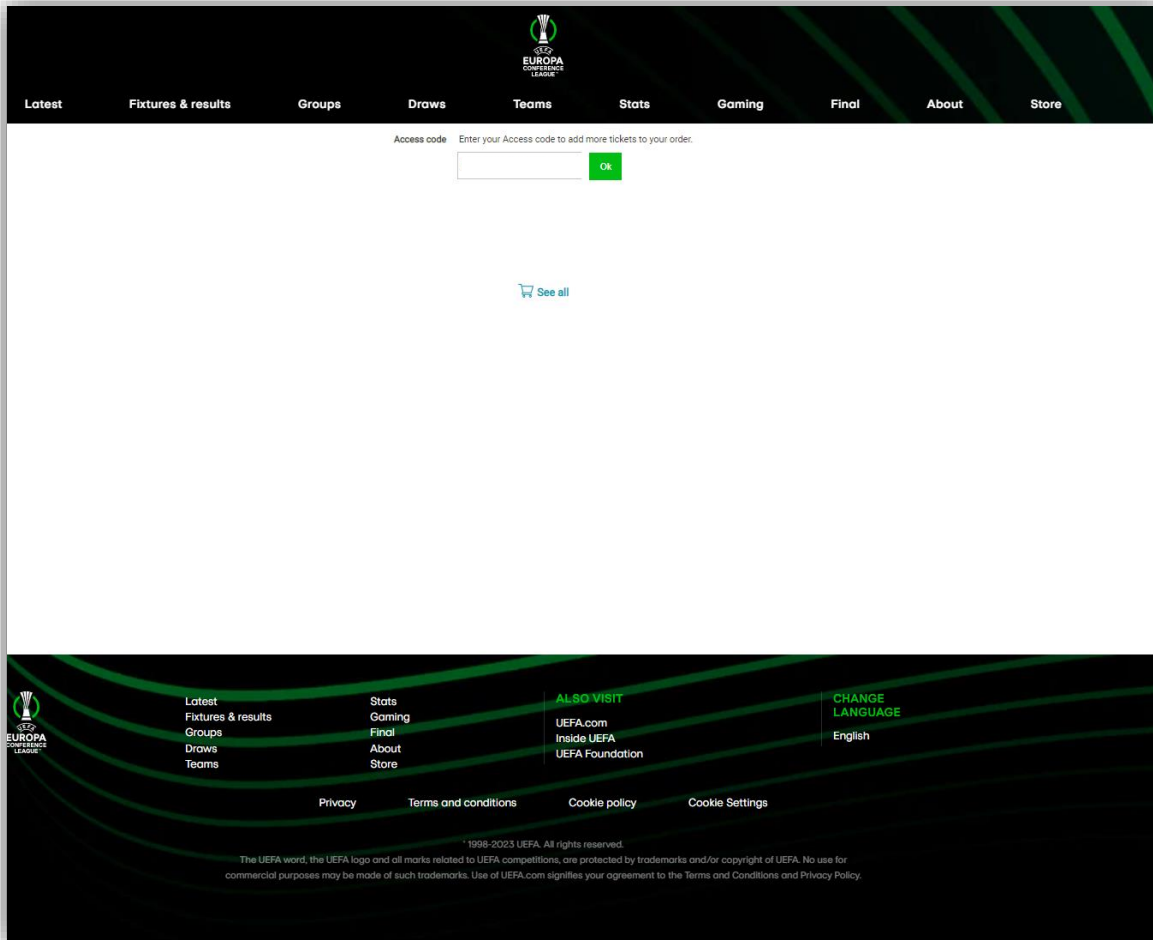 UEFA
EUROPA
CONFERENCE
LEAGUE™
Latest Fixtures & results Groups Draws Teams Stats Gaming Final About Store
Access code Enter your Access code to add more tickets to your order.
Ok
See all
UEFA
EUROPA
CONFERENCE
LEAGUE™
Latest
Fixtures & results
Groups
Draws
Teams
Stats
Gaming
Final
About
Store
ALSO VISIT
UEFA.com
Inside UEFA
UEFA Foundation
CHANGE
LANGUAGE
English
Privacy Terms and conditions Cookie policy Cookie Settings
' 1998-2023 UEFA. All rights reserved.
The UEFA word, the UEFA logo and all marks related to UEFA competitions, are protected by trademarks and/or copyright of UEFA. No use for
commercial purposes may be made of such trademarks. Use of UEFA.com signifies your agreement to the Terms and Conditions and Privacy Policy.